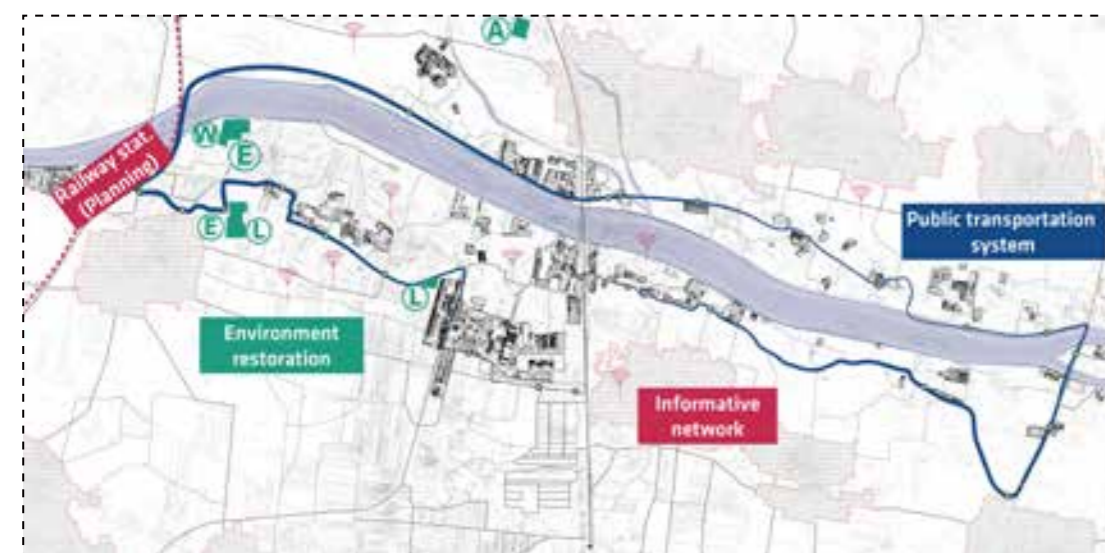 A
Railway stat.
(Planning)
W
E
E
L
Public transportation
system
L
Environment
restoration
Informative
network